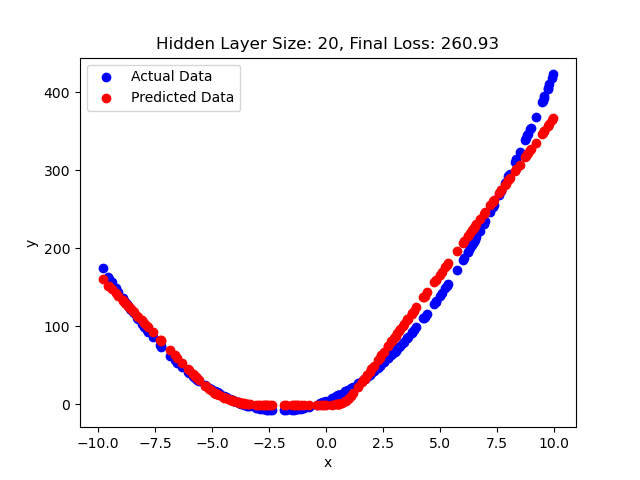 Hidden Layer Size: 20, Final Loss: 260.93
Actual Data
Predicted Data
400
300
200
100
0
y
−10.0 −7.5 −5.0 −2.5 0.0 2.5 5.0 7.5 10.0
x